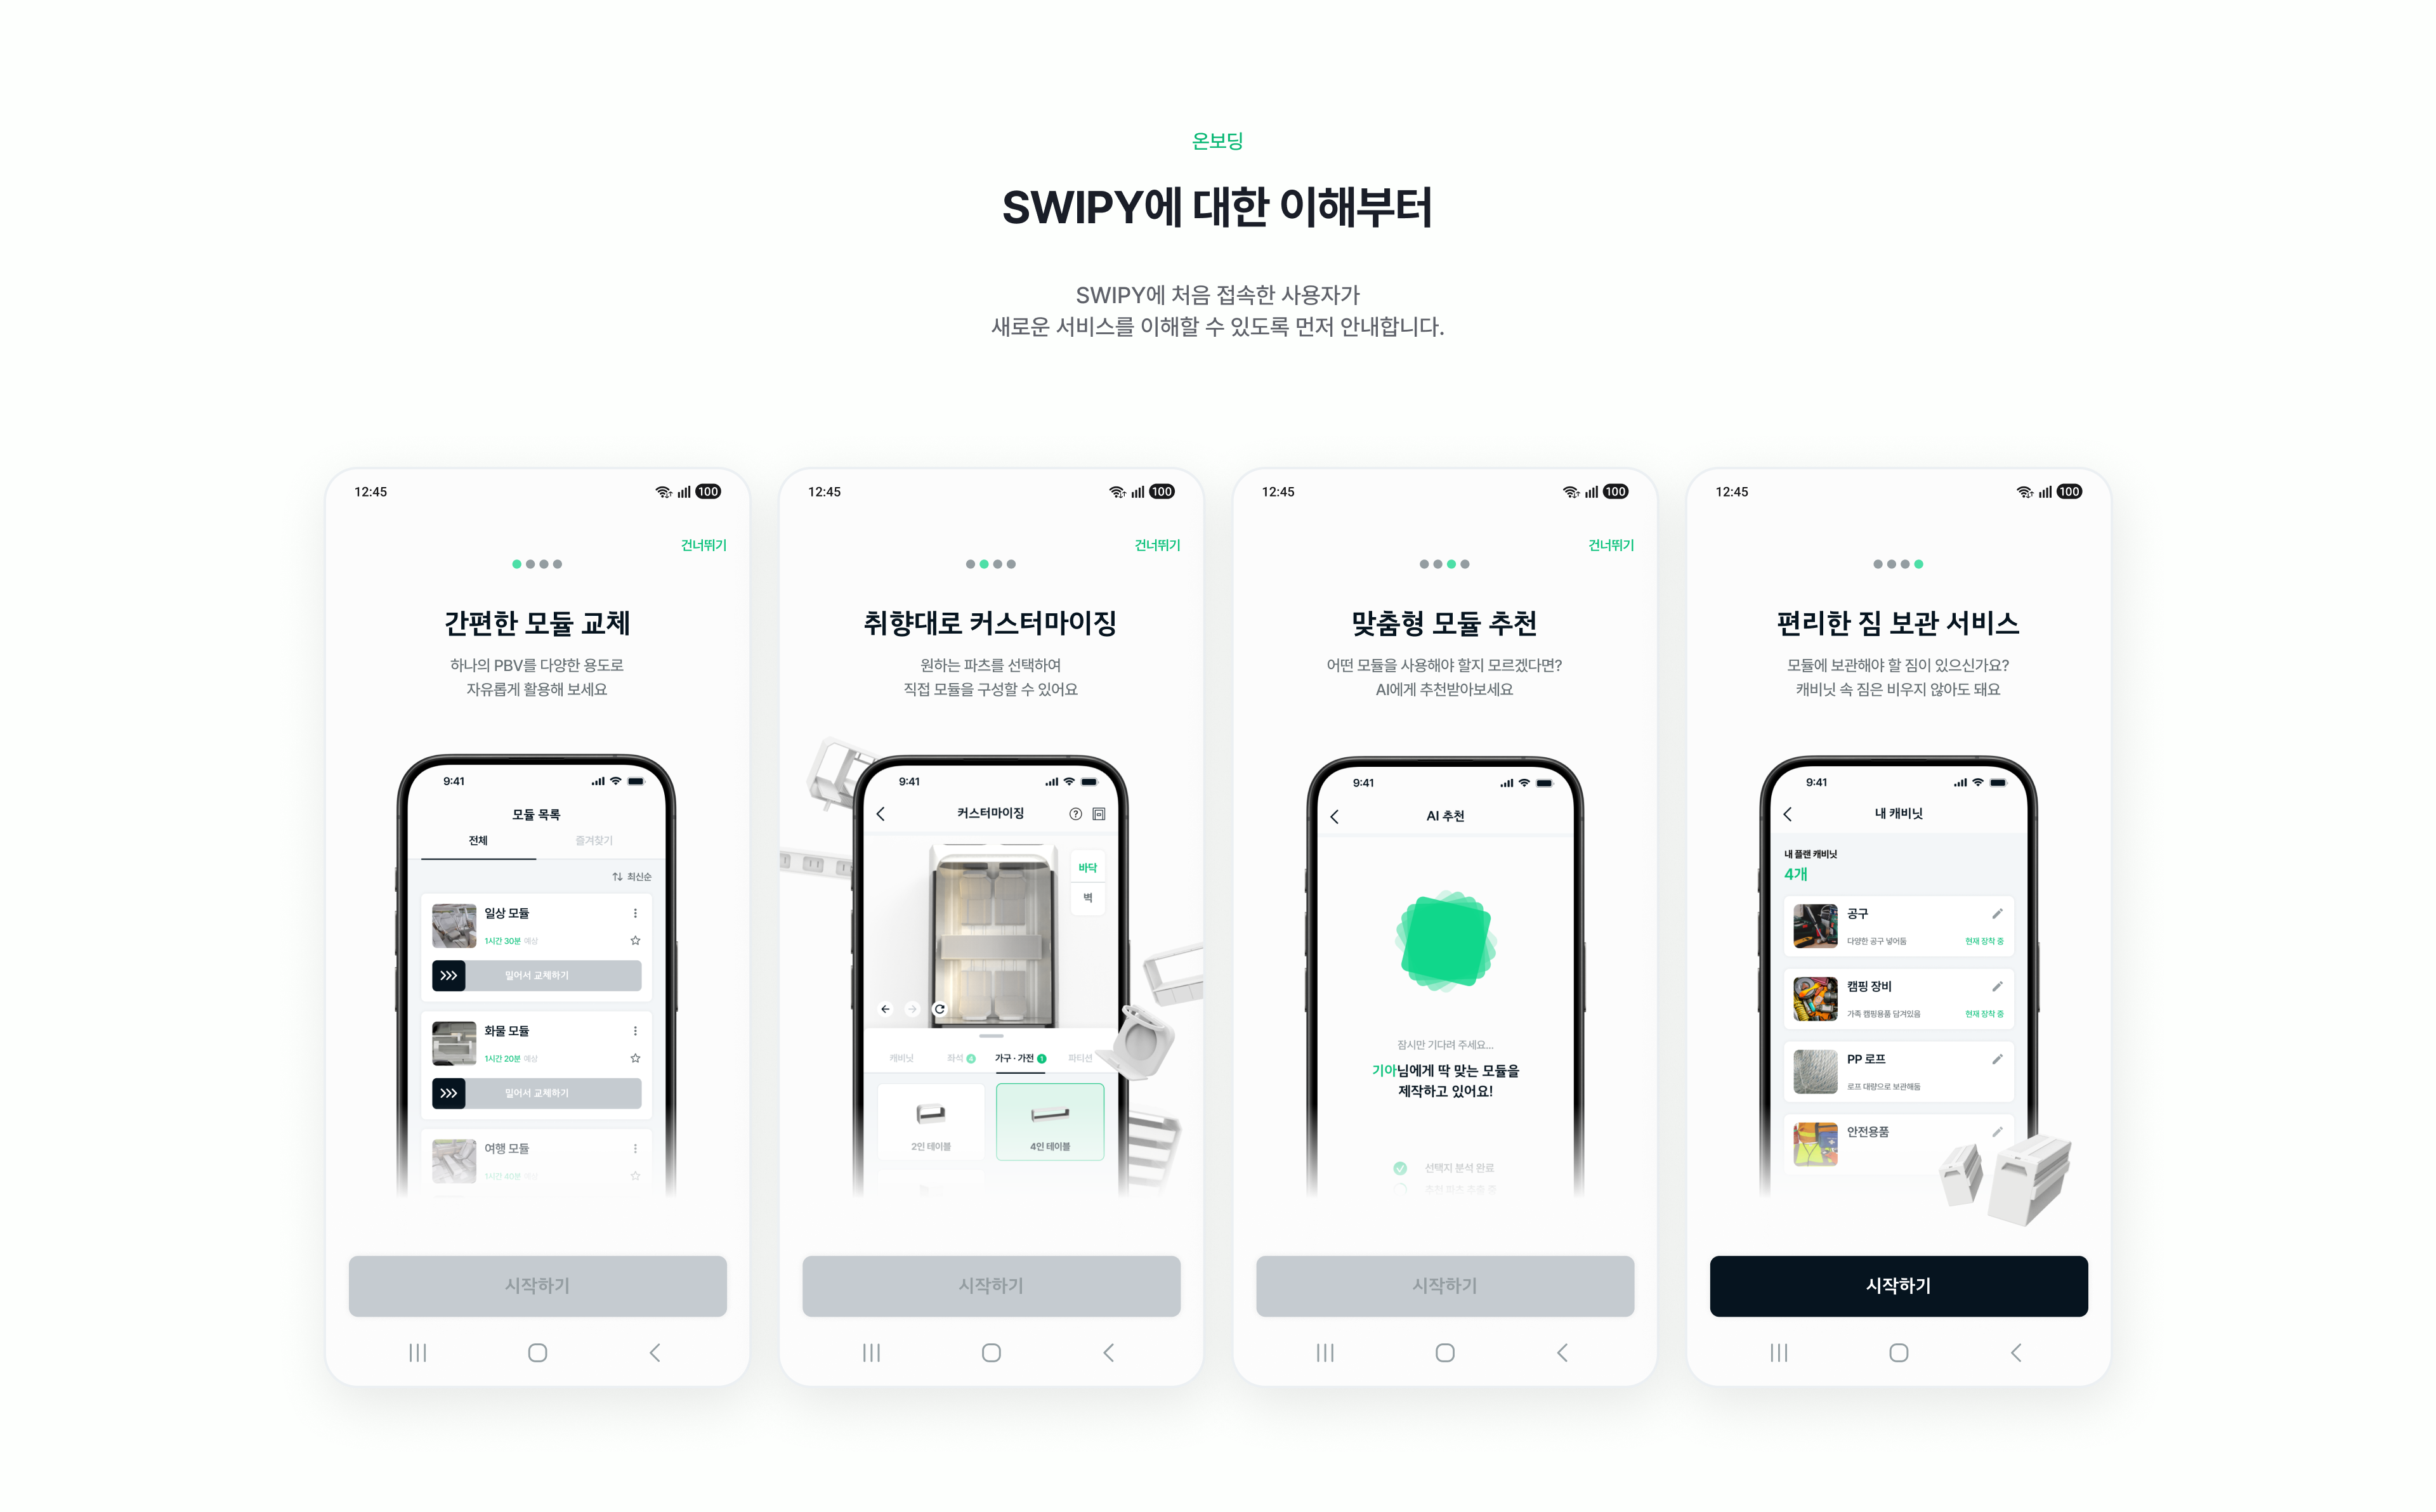 온보딩
SWIPY에 대한 이해부터
SWIPY에 처음 접속한 사용자가
새로운 서비스를 이해할 수 있도록 먼저 안내합니다.
12:45
100
건너뛰기
간편한 모듈 교체
하나의 PBV를 다양한 용도로
자유롭게 활용해 보세요
9:41
모듈 목록
전체
즐겨찾기
최신순
일상 모듈
1시간 30분 예상
밀어서 교체하기
화물 모듈
1시간 20분 예상
밀어서 교체하기
여행 모듈
1시간 40분 예상
시작하기
12:45
100
건너뛰기
취향대로 커스터마이징
원하는 파츠를 선택하여
직접 모듈을 구성할 수 있어요
9:41
커스터마이징
바닥
벽
캐비닛
좌석 4
가구 · 가전 1
파티션
2인 테이블
4인 테이블
시작하기
12:45
100
건너뛰기
맞춤형 모듈 추천
어떤 모듈을 사용해야 할지 모르겠다면?
AI에게 추천받아보세요
9:41
AI 추천
잠시만 기다려 주세요...
기아님에게 딱 맞는 모듈을
제작하고 있어요!
선택지 분석 완료
추천 파츠 추출 중
시작하기
12:45
100
편리한 짐 보관 서비스
모듈에 보관해야 할 짐이 있으신가요?
캐비닛 속 짐은 비우지 않아도 돼요
9:41
내 캐비닛
내 플랜 캐비닛
4개
공구
다양한 공구 넣어둠
현재 장착 중
캠핑 장비
가족 캠핑용품 담겨있음
현재 장착 중
PP 로프
로프 대량으로 보관해둠
안전용품
시작하기